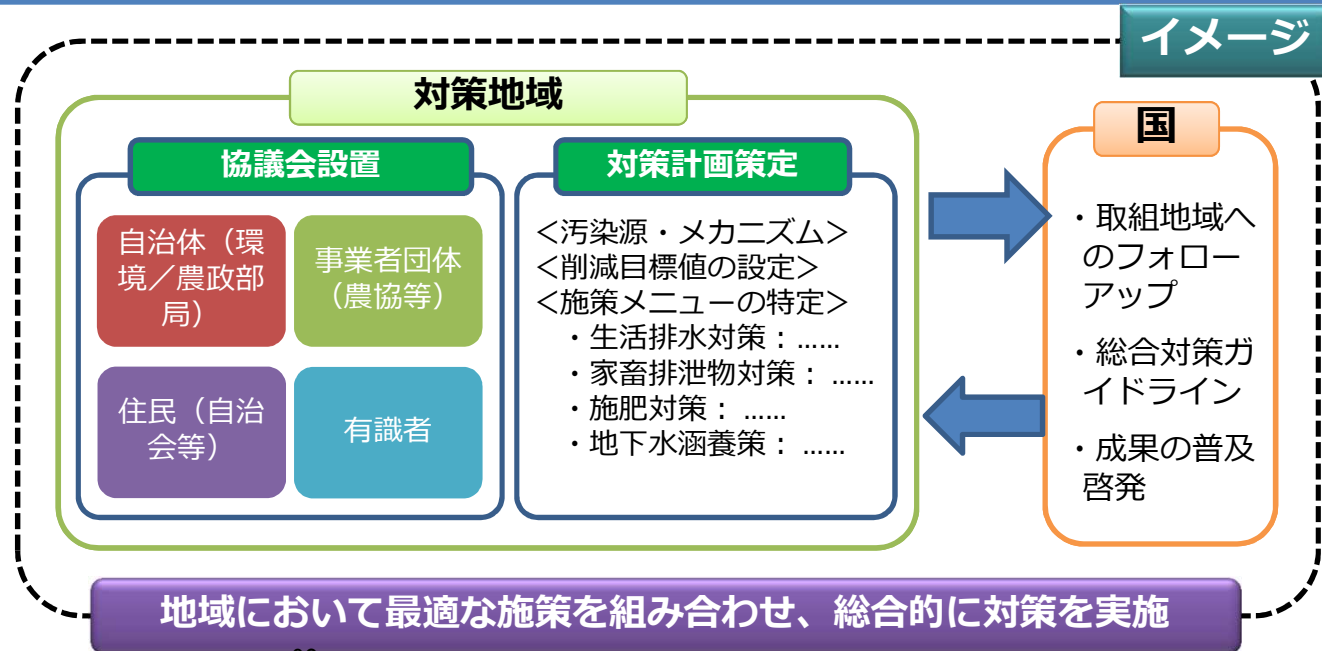 イメージ
対策地域
協議会設置
自治体（環
境／農政部
局）
事業者団体
（農協等）
住民（自治
会等）
有識者
対策計画策定
＜汚染源・メカニズム＞
＜削減目標値の設定＞
＜施策メニューの特定＞
・生活排水対策：……
・家畜排泄物対策：……
・施肥対策：……
・地下水涵養策：……
国
・取組地域へ
のフォロー
アップ
・総合対策ガ
イドライン
・成果の普及
啓発
地域において最適な施策を組み合わせ、総合的に対策を実施